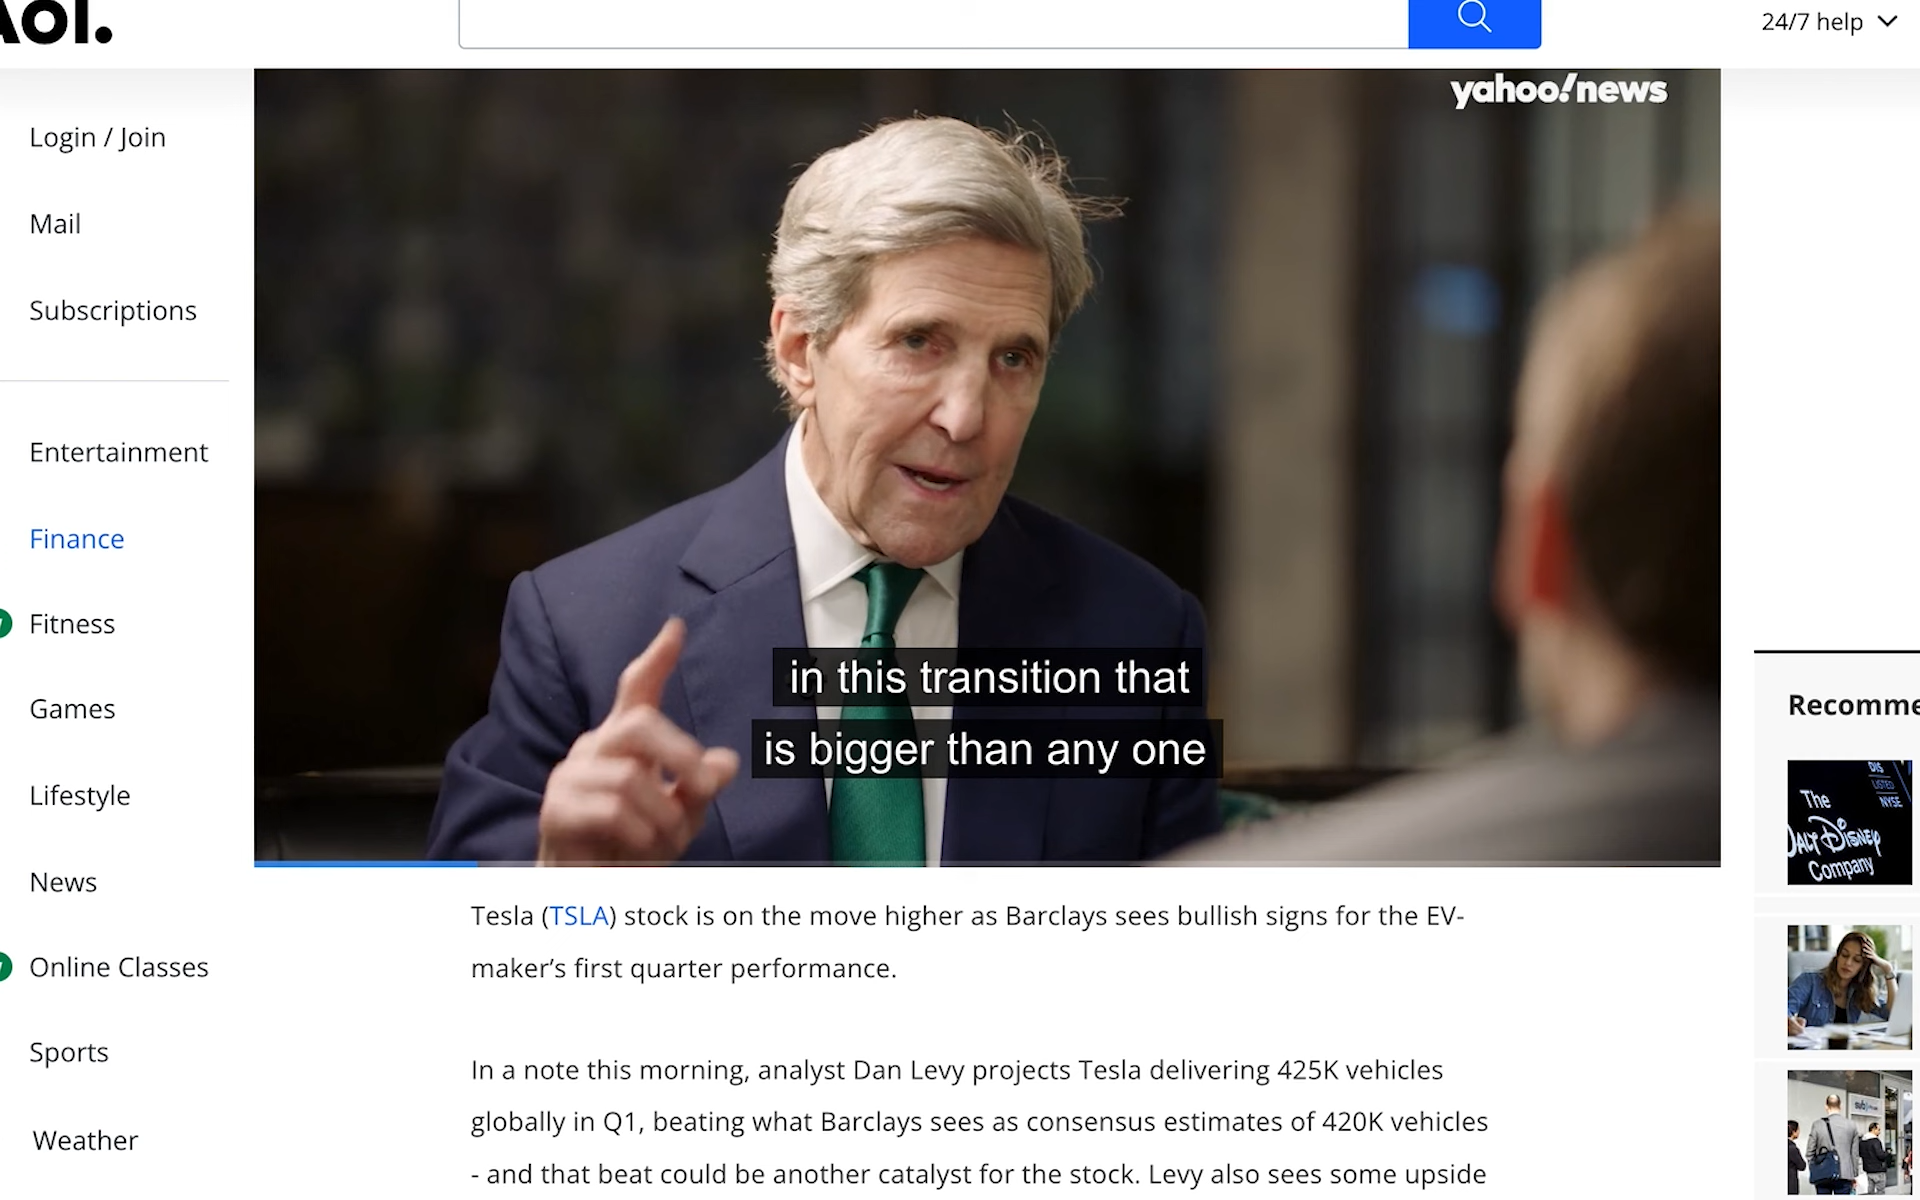 Aol.
24/7 help
yahoo!news
Login / Join
Mail
Subscriptions
Entertainment
Finance
Fitness
Games
Lifestyle
News
Online Classes
Sports
Weather
in this transition that
is bigger than any one
Tesla (TSLA) stock is on the move higher as Barclays sees bullish signs for the EV-
maker’s first quarter performance.
In a note this morning, analyst Dan Levy projects Tesla delivering 425K vehicles
globally in Q1, beating what Barclays sees as consensus estimates of 420K vehicles
- and that beat could be another catalyst for the stock. Levy also sees some upside
Recomme
DIS
LISTED
NYSE
The
Walt Disney
Company